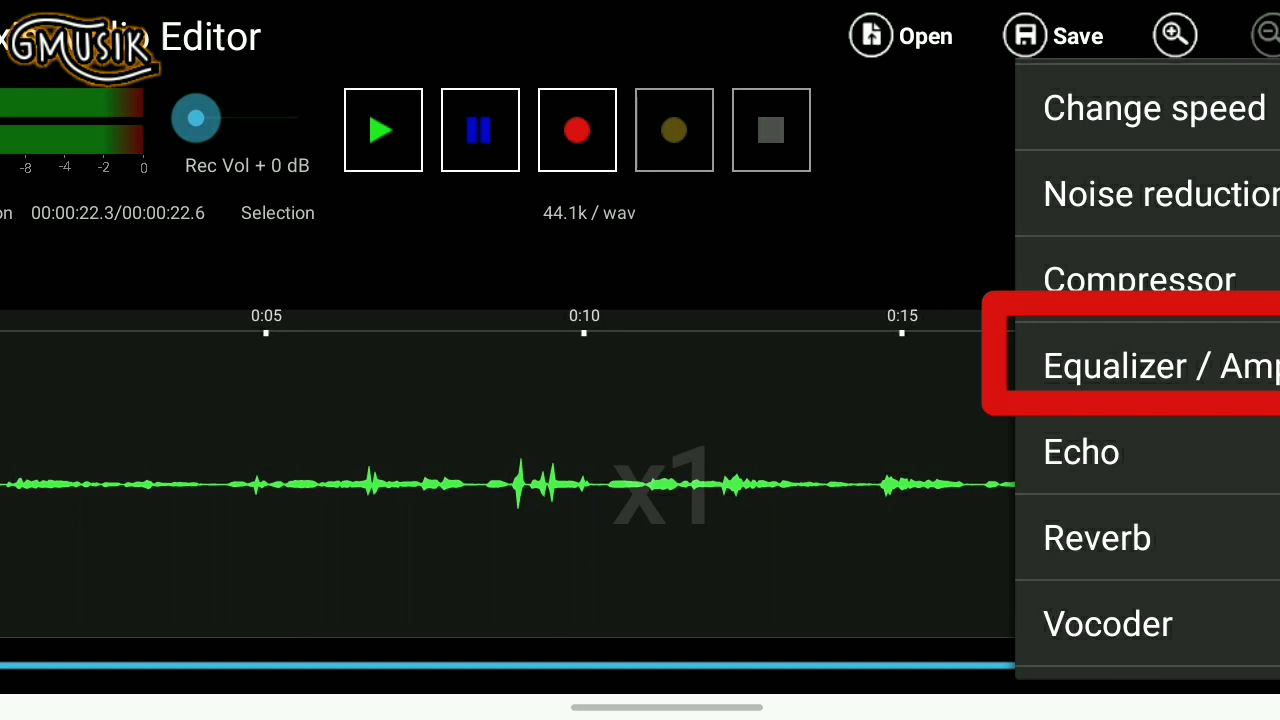 GMUSIK
Editor
Open
Save
Change speed
Rec Vol + 0 dB
-8 -4 -2 0
00:00:22.3/00:00:22.6 Selection 44.1k / wav
Noise reduction
Compressor
0:05 0:10 0:15
Equalizer / Amp
Echo
x1
Reverb
Vocoder